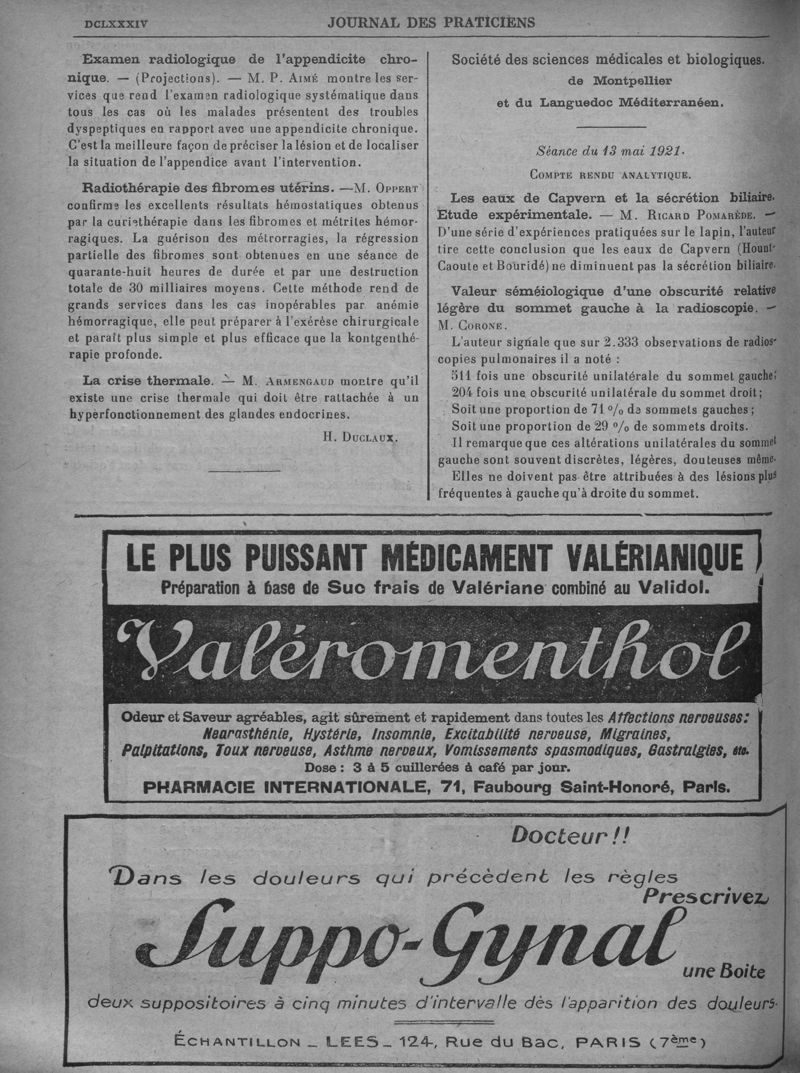 DCLXXXIV
JOURNAL DES PRATICIENS
Examen radiologique de l'appendicite chro-
nique. — (Projections). — M. P. AIMÉ montre les ser-
vices que rend l'examen radiologique systématique dans
tous les cas où les malades présentent des troubles
dyspeptiques en rapport avec une appendicite chronique.
C'est la meilleure façon de préciser la lésion et de localiser
la situation de l'appendice avant l'intervention.
Radiothérapie des fibromes utérins. —M. OPPERT
confirme les excellents résultats hémostatiques obtenus
par la curiethérapie dans les fibromes et métrites hémor-
ragiques. La guérison des métrorragies, la régression
partielle des fibromes sont obtenues en une séance de
quarante-huit heures de durée et par une destruction
totale de 30 milliaires moyens. Cette méthode rend de
grands services dans les cas inopérables par anémie
hémorragique, elle peut préparer à l'exérèse chirurgicale
et paraît plus simple et plus efficace que la kontgenthé-
rapie profonde.
La crise thermale. — M. ARMENGAUD montre qu'il
existe une crise thermale qui doit être rattachée à un
hyperfonctionnement des glandes endocrines.
H. DUCLAUX.
Société des sciences médicales et biologiques.
de Montpellier
et du Languedoc Méditerranéen.
Séance du 13 mai 1921.
COMPTE RENDU ANALYTIQUE.
Les eaux de Capvern et la sécrétion biliaire.
Etude expérimentale. — M. RICARD POMARÈDE. —
D'une série d'expériences pratiquées sur le lapin, l'auteur
tire cette conclusion que les eaux de Capvern (Hount-
Caoute et Bouridé) ne diminuent pas la sécrétion biliaire.
Valeur séméiologique d'une obscurité relative
légère du sommet gauche à la radioscopie. —
M. CORONE.
L'auteur signale que sur 2.333 observations de radios-
copies pulmonaires il a noté :
511 fois une obscurité unilatérale du sommet gauche;
204 fois une obscurité unilatérale du sommet droit;
Soit une proportion de 71 % de sommets gauches ;
Soit une proportion de 29 % de sommets droits.
Il remarque que ces altérations unilatérales du sommet
gauche sont souvent discrètes, légères, douteuses même.
Elles ne doivent pas être attribuées à des lésions plus
fréquentes à gauche qu'à droite du sommet.
LE PLUS PUISSANT MÉDICAMENT VALÉRIANIQUE
Préparation à base de Suc frais de Valériane combiné au Validol.
Valéromenthol
Odeur et Saveur agréables, agit sûrement et rapidement dans toutes les Affections nerveuses:
Nearasthénie, Hystérie, Insomnie, Excitabilité nerveuse, Migraines,
Palpitations, Toux nerveuse, Asthme nerveux, Vomissements spasmodiques, Gastralgies, etc.
Dose : 3 à 5 cuillerées à café par jour.
PHARMACIE INTERNATIONALE, 71, Faubourg Saint-Honoré, Paris.
Docteur!!
Dans les douleurs qui précèdent les règles
Prescrivez
Suppo-Gynal
une Boite
deux suppositoires à cinq minutes d'intervalle dès l'apparition des douleurs.
ÉCHANTILLON _ LEES _ 124, Rue du Bac, PARIS (7ème)